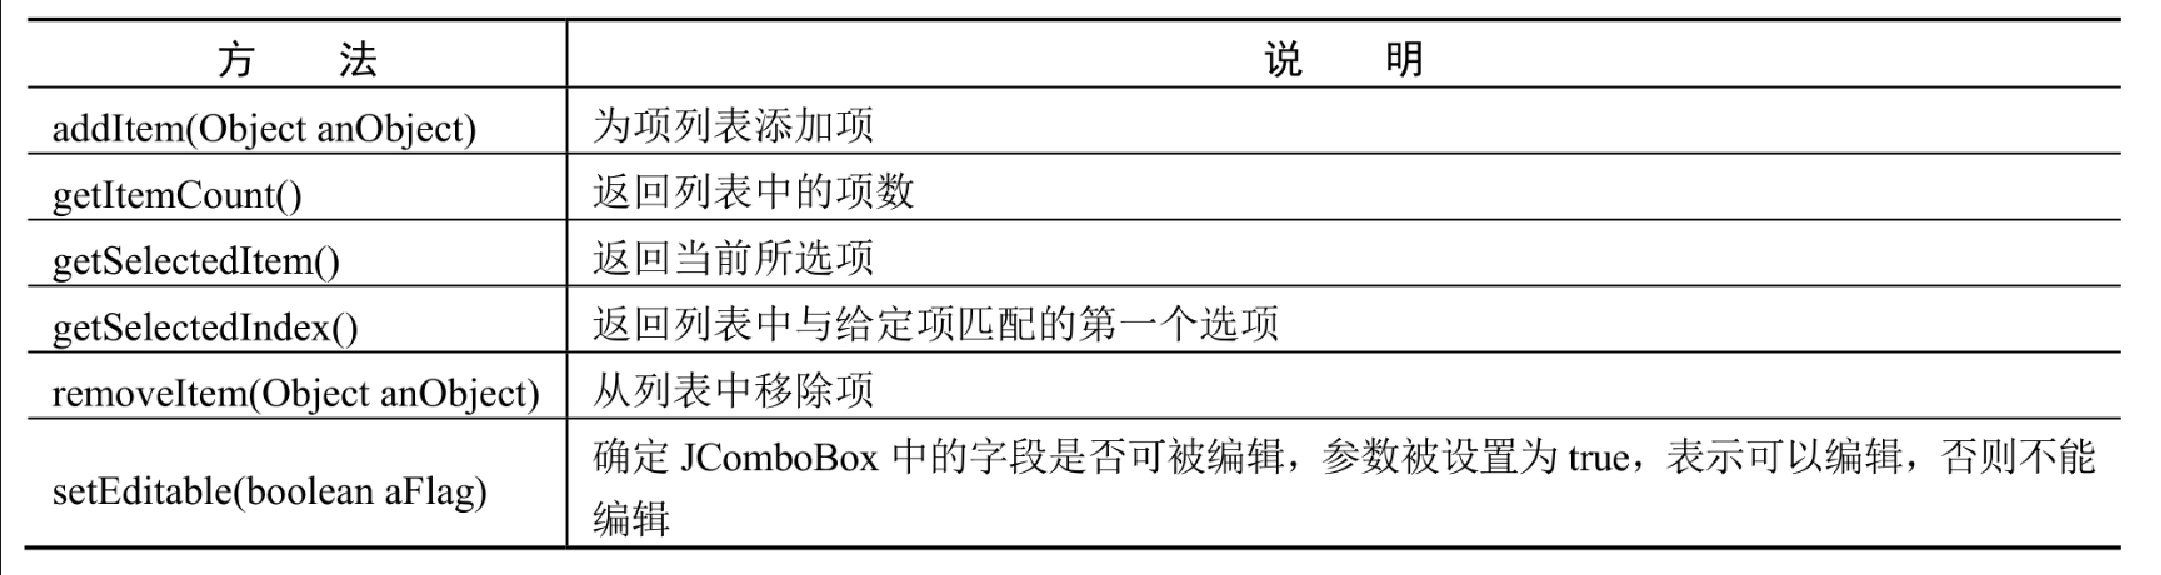 方 法 说 明
addItem(Object anObject) 为项列表添加项
getItemCount() 返回列表中的项数
getSelectedItem() 返回当前所选项
getSelectedIndex() 返回列表中与给定项匹配的第一个选项
removeItem(Object anObject) 从列表中移除项
setEditable(boolean aFlag) 确定 JComboBox 中的字段是否可被编辑，参数被设置为 true，表示可以编辑，否则不能
编辑